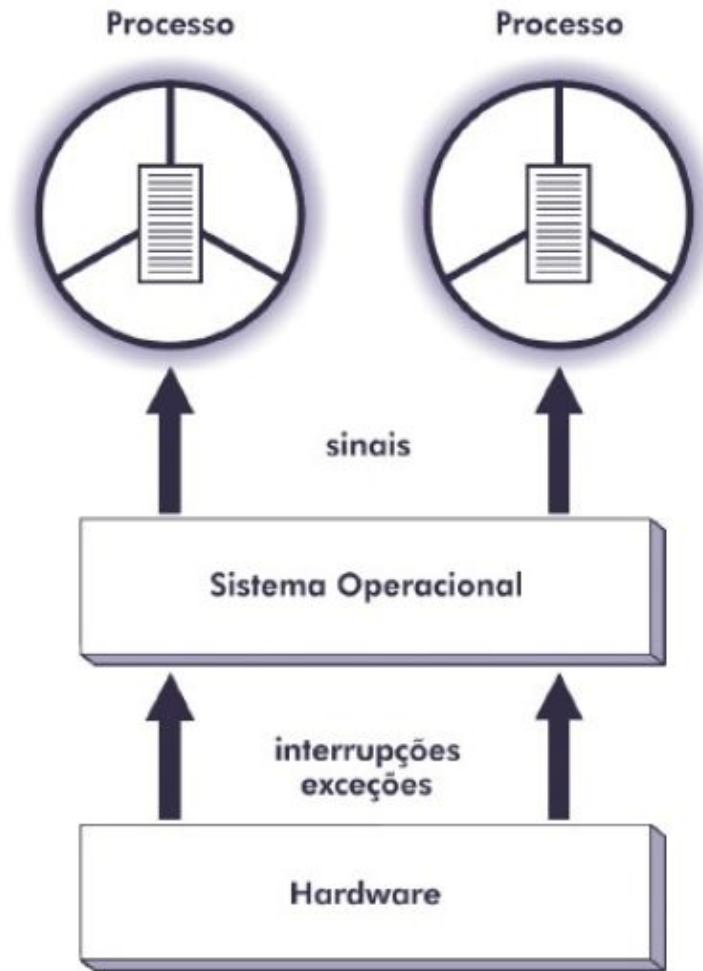 Processo
Processo
sinais
Sistema Operacional
interrupções
exceções
Hardware